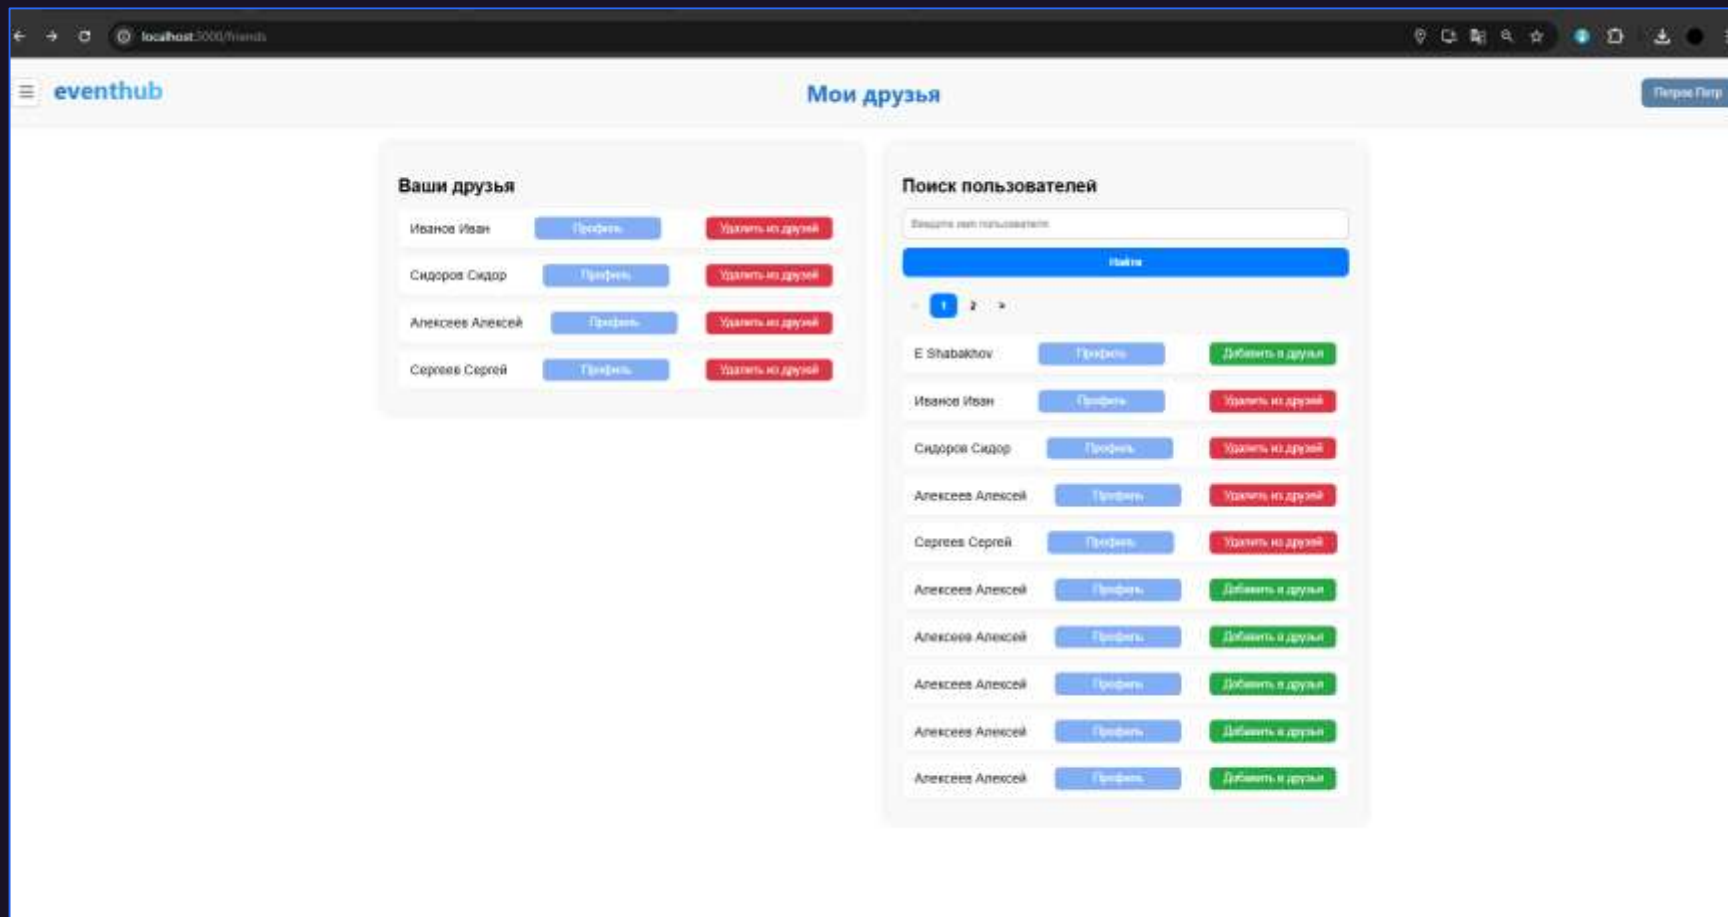 localhost:3000/friends
eventhub
Мои друзья
Петров Петр
Ваши друзья
Иванов Иван Профиль Удалить из друзей
Сидоров Сидор Профиль Удалить из друзей
Алексеев Алексей Профиль Удалить из друзей
Сергеев Сергей Профиль Удалить из друзей
Поиск пользователей
Введите имя пользователя
Найти
< 1 2 >
E Shabakhov Профиль Добавить в друзья
Иванов Иван Профиль Удалить из друзей
Сидоров Сидор Профиль Удалить из друзей
Алексеев Алексей Профиль Удалить из друзей
Сергеев Сергей Профиль Удалить из друзей
Алексеев Алексей Профиль Добавить в друзья
Алексеев Алексей Профиль Добавить в друзья
Алексеев Алексей Профиль Добавить в друзья
Алексеев Алексей Профиль Добавить в друзья
Алексеев Алексей Профиль Добавить в друзья